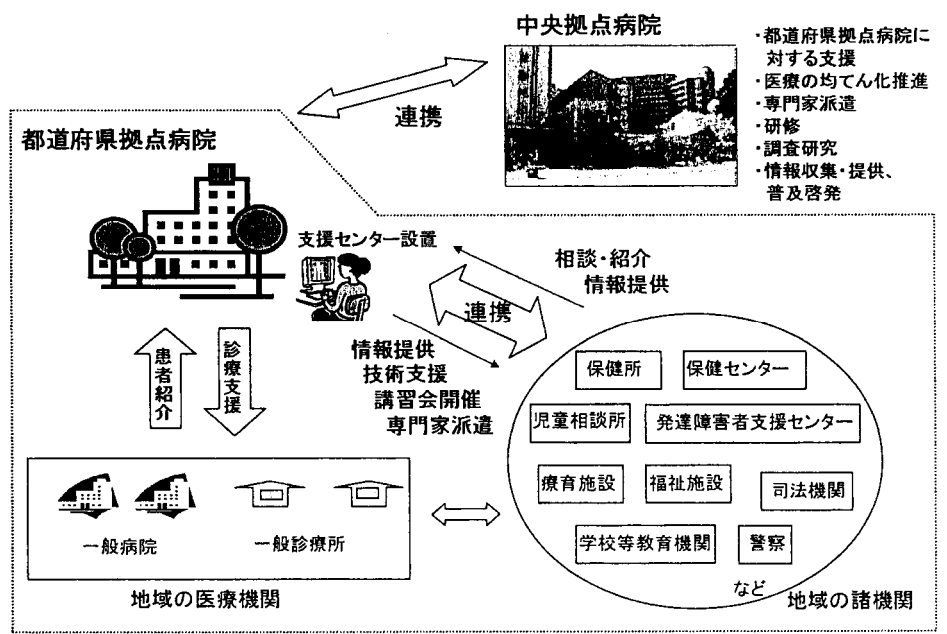 中央拠点病院
・都道府県拠点病院に
対する支援
・医療の均てん化推進
・専門家派遣
・研修
・調査研究
・情報収集・提供、
普及啓発
連携
都道府県拠点病院
支援センター設置
相談・紹介
情報提供
連携
情報提供
技術支援
講習会開催
専門家派遣
患者紹介
診療支援
保健所
保健センター
児童相談所
発達障害者支援センター
療育施設
福祉施設
司法機関
学校等教育機関
警察
など
地域の諸機関
一般病院
一般診療所
地域の医療機関